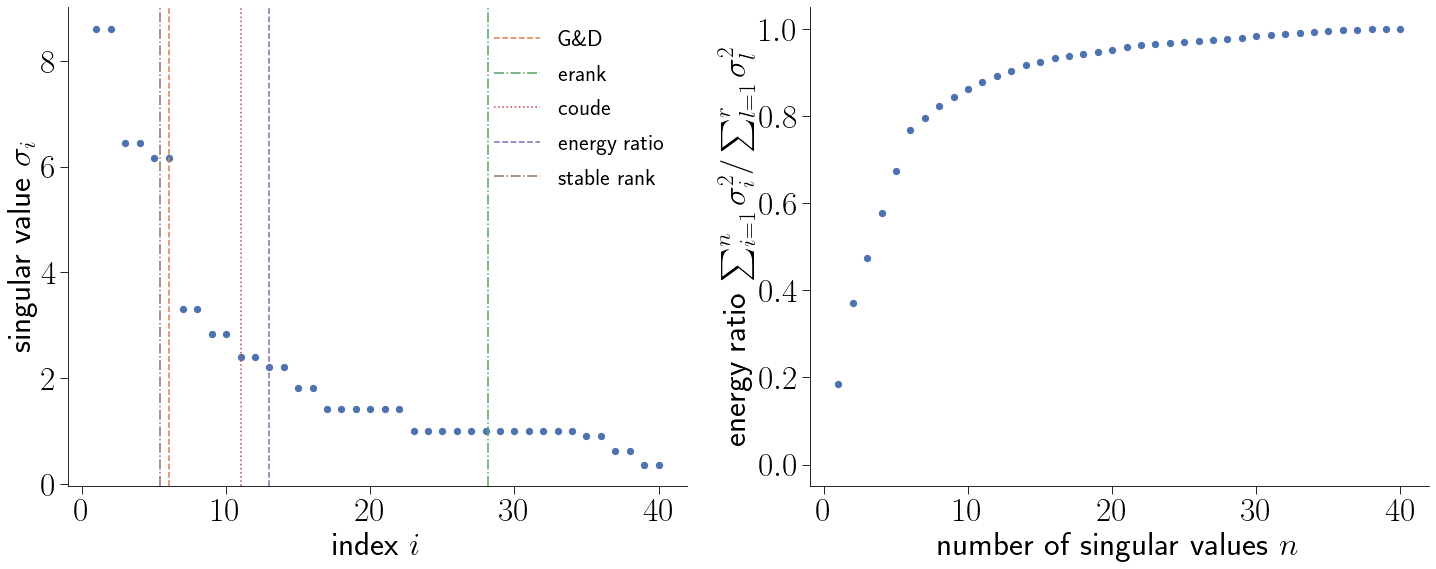 8
6
4
2
0
singular value σ_i
0 10 20 30 40
index i
G&D
erank
coude
energy ratio
stable rank
1.0
0.8
0.6
0.4
0.2
0.0
energy ratio ∑_{i=1}^{n} σ_i^2 / ∑_{l=1}^{r} σ_l^2
0 10 20 30 40
number of singular values n